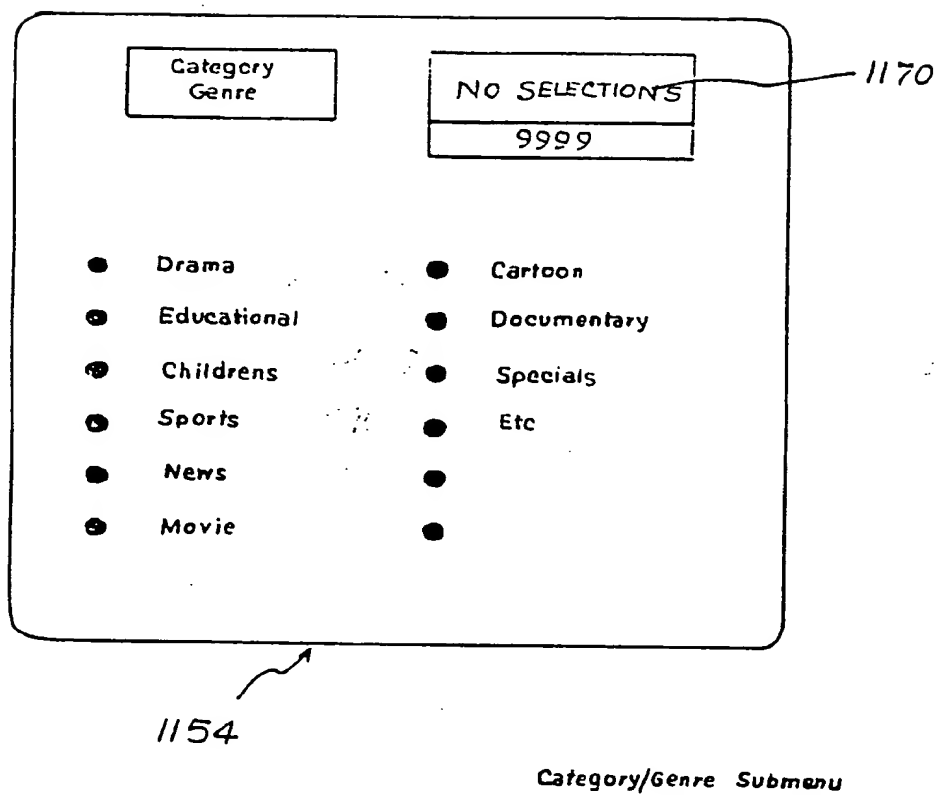 Category
Genre
NO SELECTIONS
1170
9999
Drama
Educational
Childrens
Sports
News
Movie
Cartoon
Documentary
Specials
Etc
1154
Category/Genre Submenu